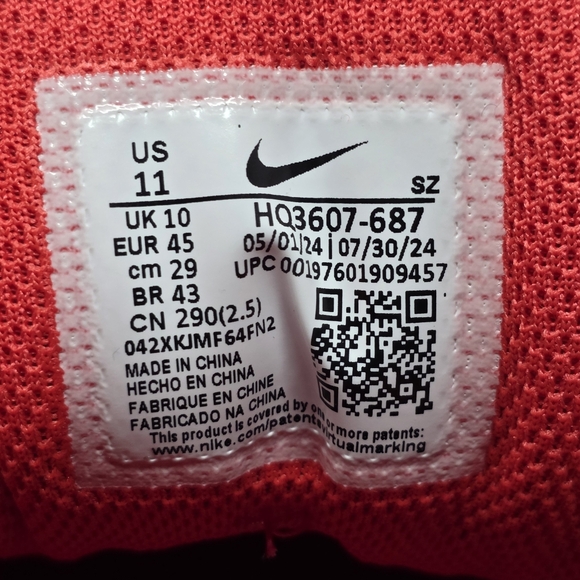 US
11
SZ
UK 10
HQ3607-687
EUR 45
05/01/24 | 07/30/24
cm 29
UPC 00197601909457
BR 43
CN 290(2.5)
042XKJMF64FN2
MADE IN CHINA
HECHO EN CHINA
FABRIQUE EN CHINE
FABRICADO NA CHINA
This product is covered by one or more patents:
www.nike.com/patentsvirtualmarking